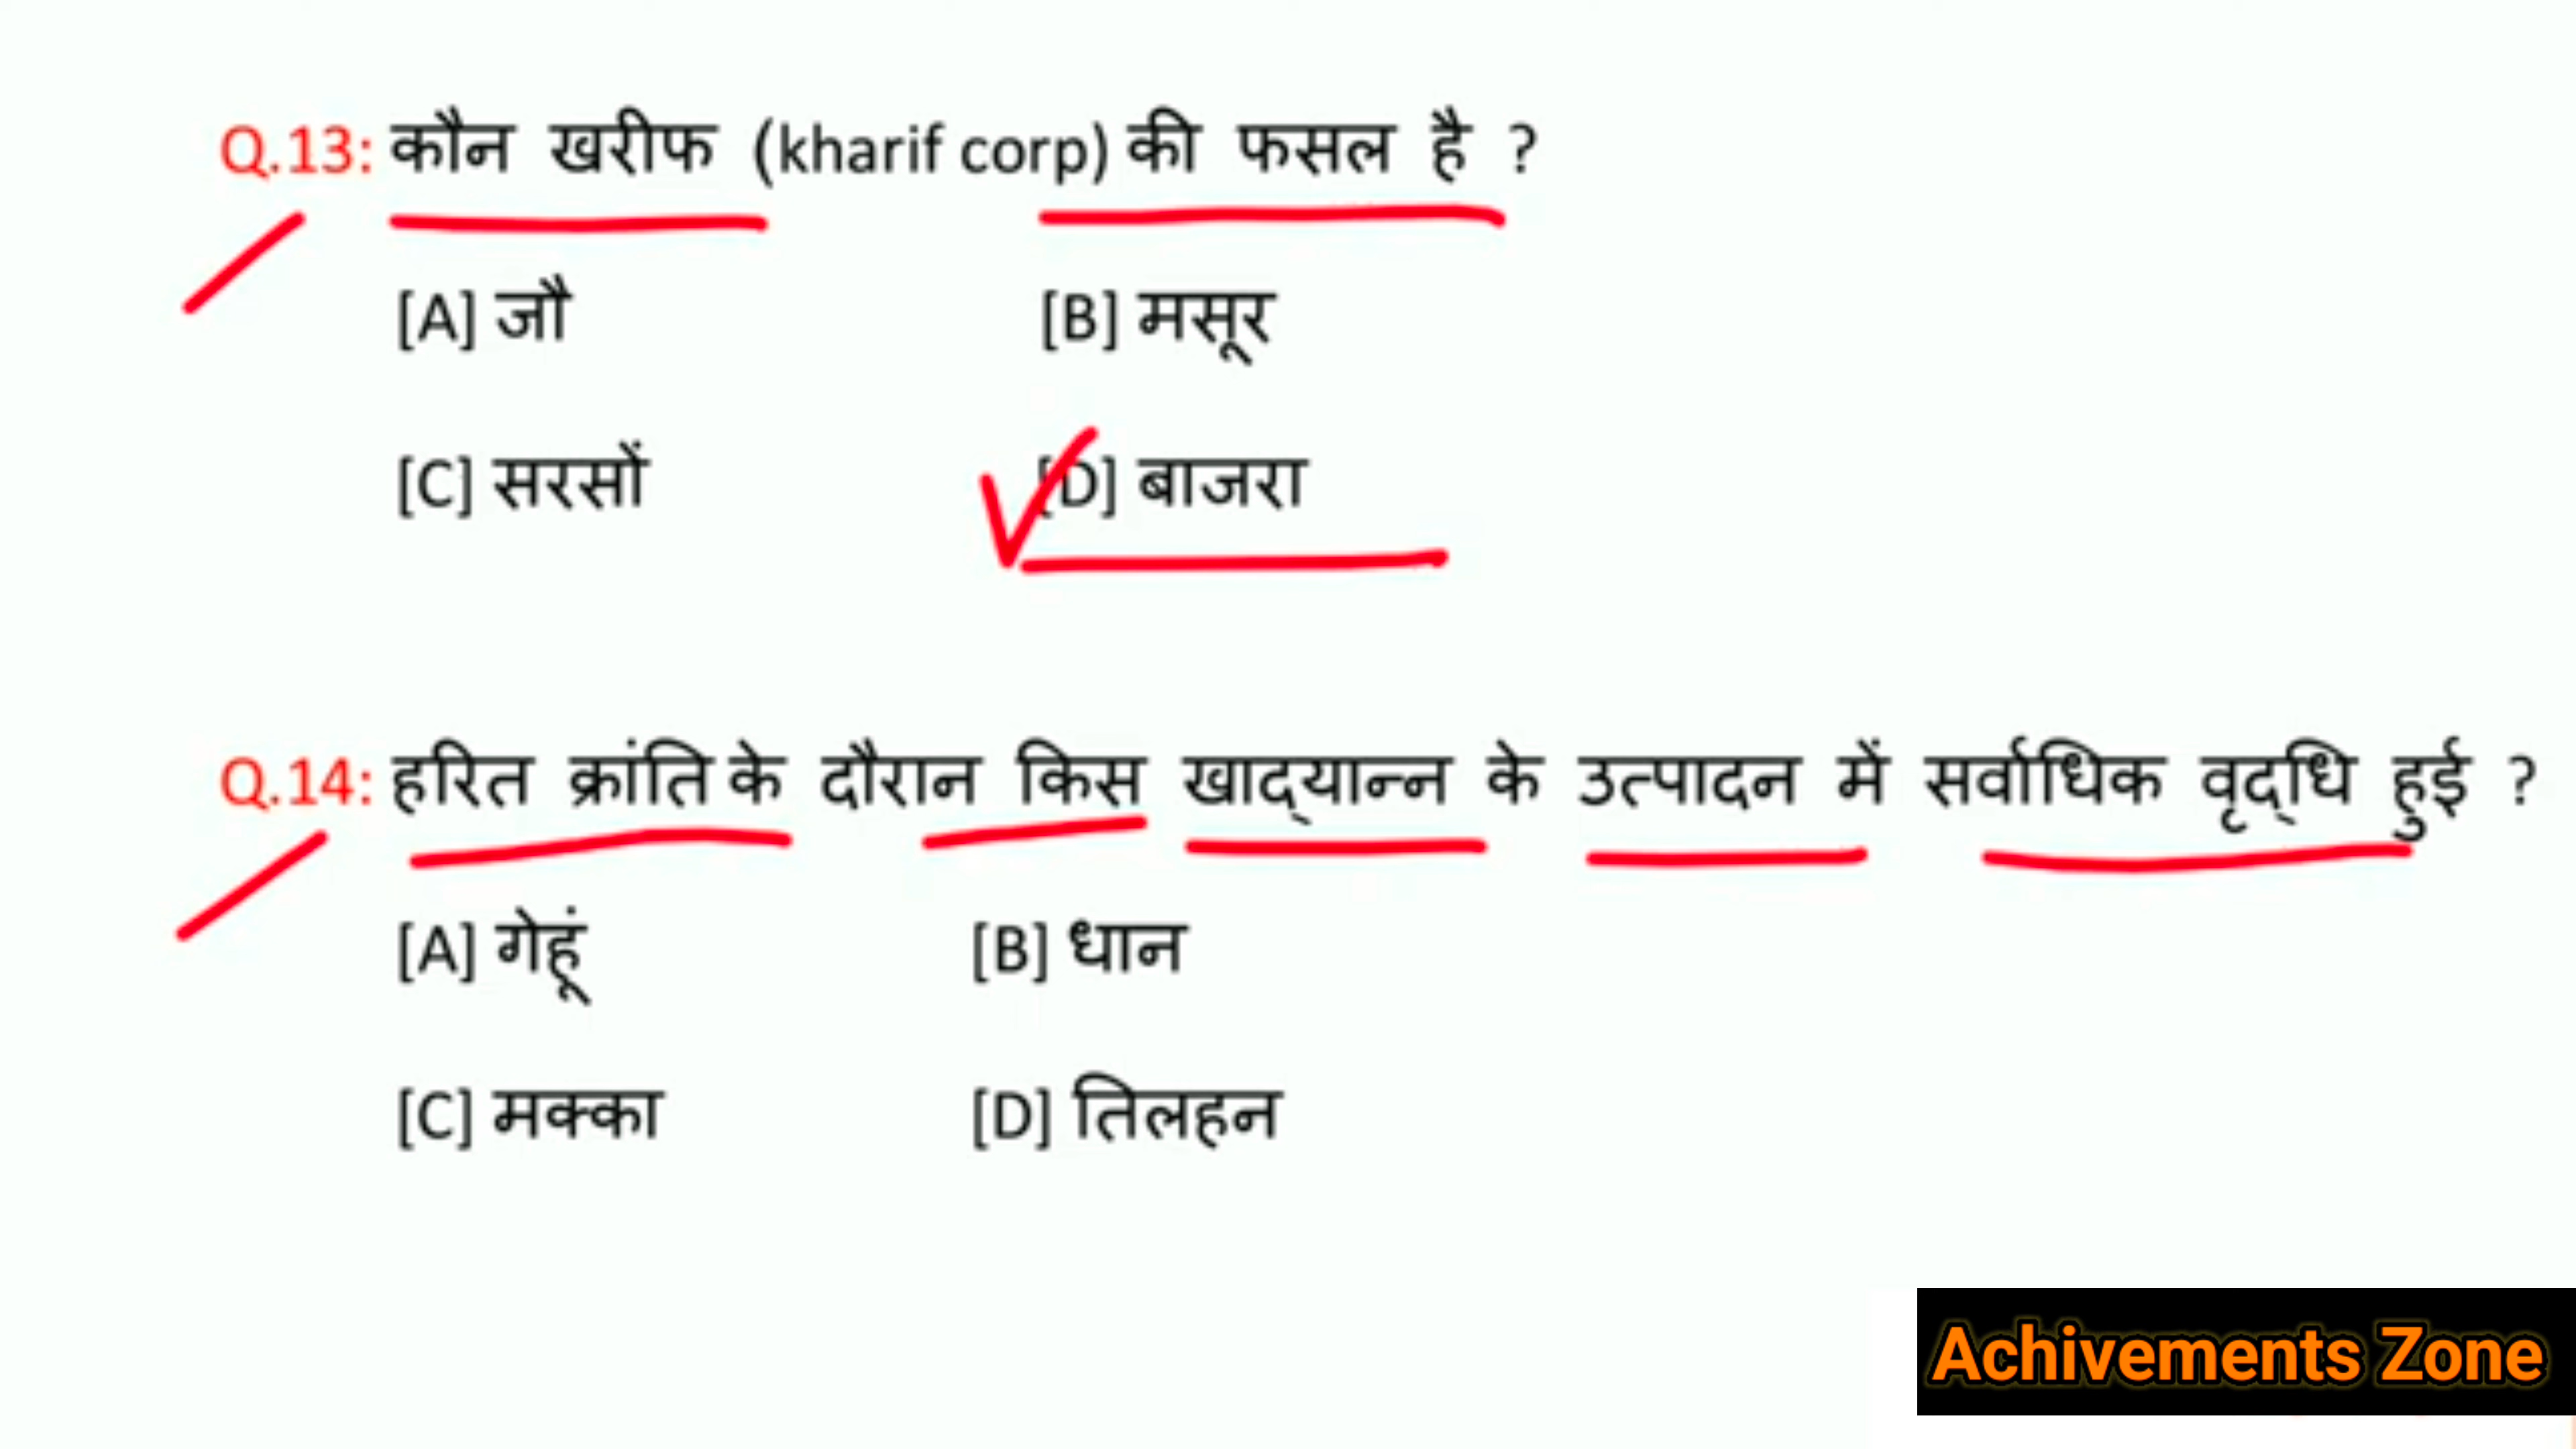 Q.13: कौन खरीफ (kharif corp) की फसल है ?
[A] जौ [B] मसूर
[C] सरसों [D] बाजरा
Q.14: हरित क्रांति के दौरान किस खाद्यान्न के उत्पादन में सर्वाधिक वृद्धि हुई ?
[A] गेहूं [B] धान
[C] मक्का [D] तिलहन
Achivements Zone